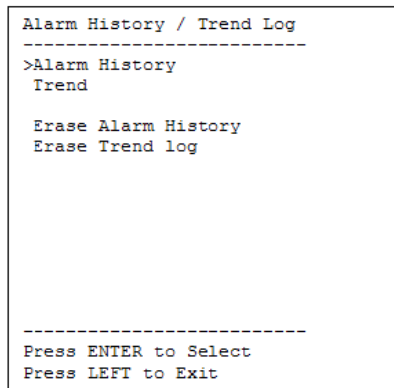 Alarm History / Trend Log
--------------------------
>Alarm History
Trend
Erase Alarm History
Erase Trend log
--------------------------
Press ENTER to Select
Press LEFT to Exit